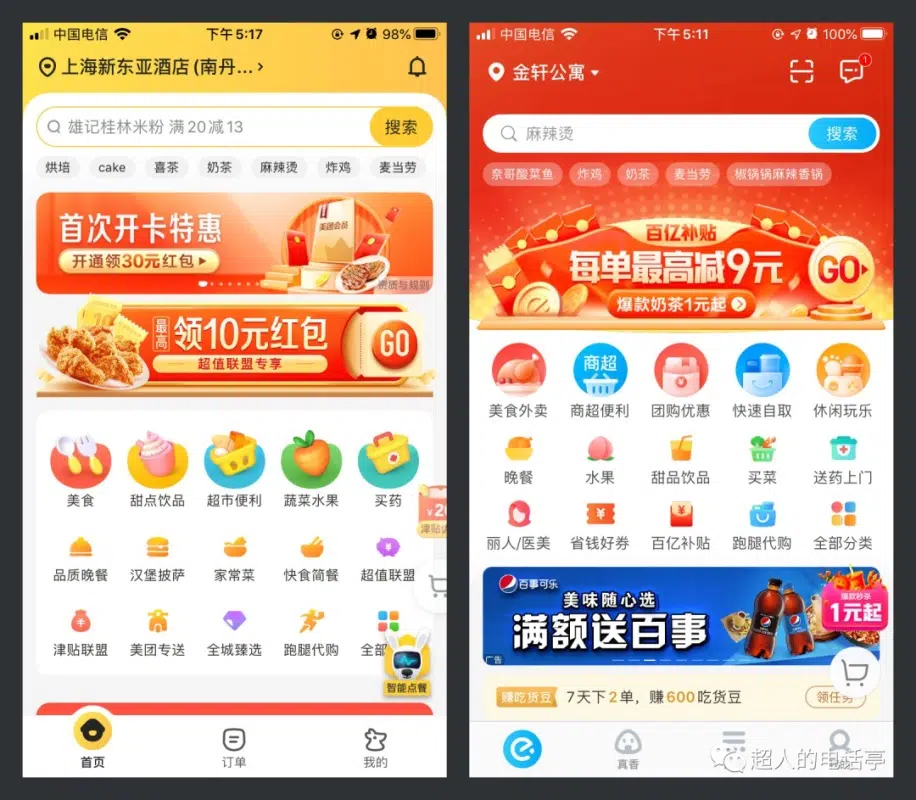 中国电信
下午5:17
98%
上海新东亚酒店 (南丹...
雄记桂林米粉 满20减13
搜索
烘培
cake
喜茶
奶茶
麻辣烫
炸鸡
麦当劳
首次开卡特惠
开通领30元红包
美团会员
资质与规则
10
最高
领10元红包
超值联盟专享
GO
美食
甜点饮品
超市便利
蔬菜水果
买药
品质晚餐
汉堡披萨
家常菜
快食简餐
超值联盟
津贴联盟
美团专送
全城臻选
跑腿代购
全部
智能点餐
首页
订单
我的
中国电信
下午5:11
100%
金轩公寓
1
麻辣烫
搜索
奈哥酸菜鱼
炸鸡
奶茶
麦当劳
椒锅锅麻辣香锅
百亿补贴
每单最高减9元
爆款奶茶1元起
GO
商超
美食外卖
商超便利
团购优惠
快速自取
休闲玩乐
晚餐
水果
甜品饮品
买菜
送药上门
丽人/医美
省钱好券
百亿补贴
跑腿代购
全部分类
百事可乐
美味随心选
满额送百事
广告
爆款秒杀
1元起
赚吃货豆
7天下2单，赚600吃货豆
领任务
真香
超人的电话亭